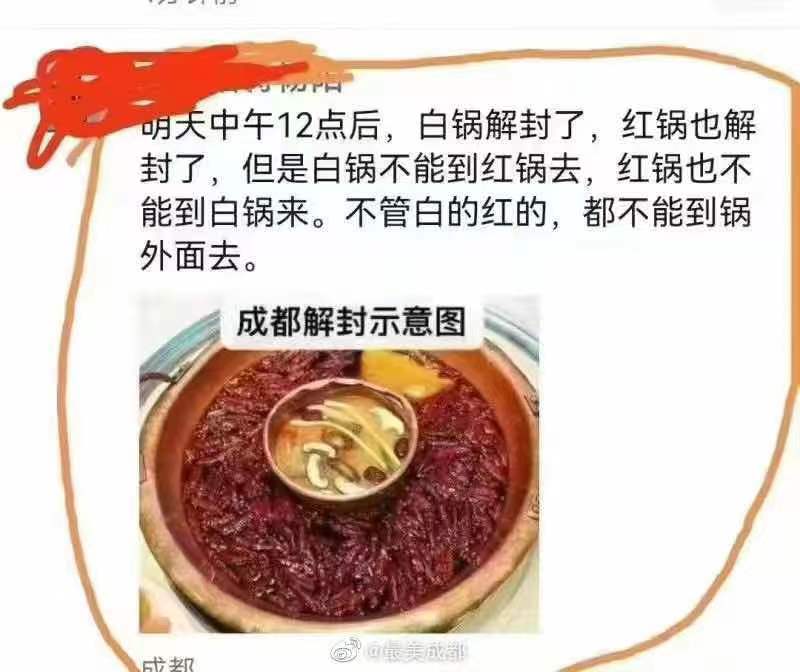 明天中午12点后，白锅解封了，红锅也解
封了，但是白锅不能到红锅去，红锅也不
能到白锅来。不管白的红的，都不能到锅
外面去。
成都解封示意图
@最美成都
成都